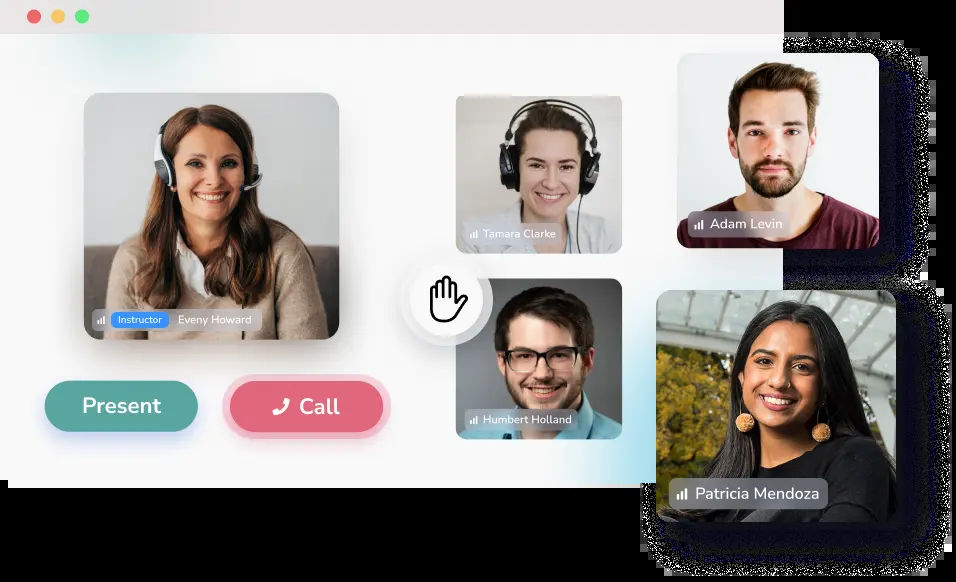 Tamara Clarke
Adam Levin
Instructor Eveny Howard
Present
Call
Humbert Holland
Patricia Mendoza